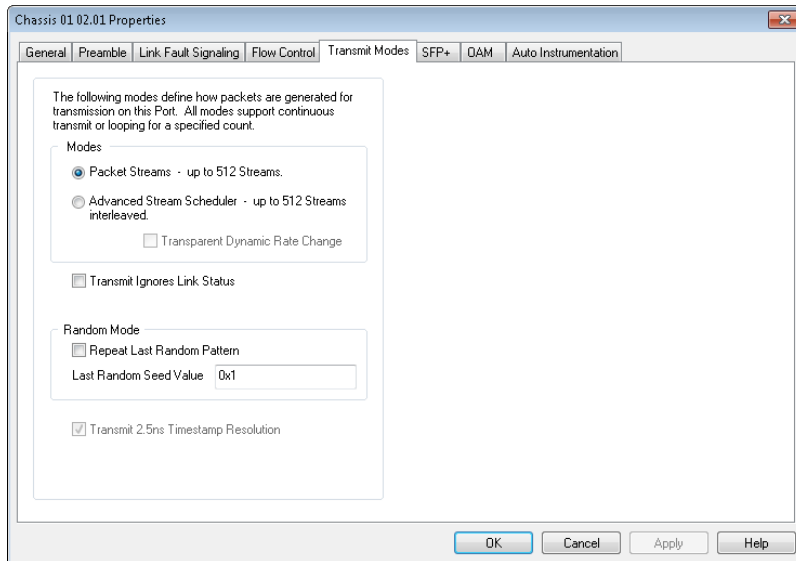 Chassis 01 02.01 Properties
General Preamble Link Fault Signaling Flow Control Transmit Modes SFP+ OAM Auto Instrumentation
The following modes define how packets are generated for
transmission on this Port. All modes support continuous
transmit or looping for a specified count.
Modes
Packet Streams - up to 512 Streams.
Advanced Stream Scheduler - up to 512 Streams
interleaved.
Transparent Dynamic Rate Change
Transmit Ignores Link Status
Random Mode
Repeat Last Random Pattern
Last Random Seed Value 0x1
Transmit 2.5ns Timestamp Resolution
OK Cancel Apply Help